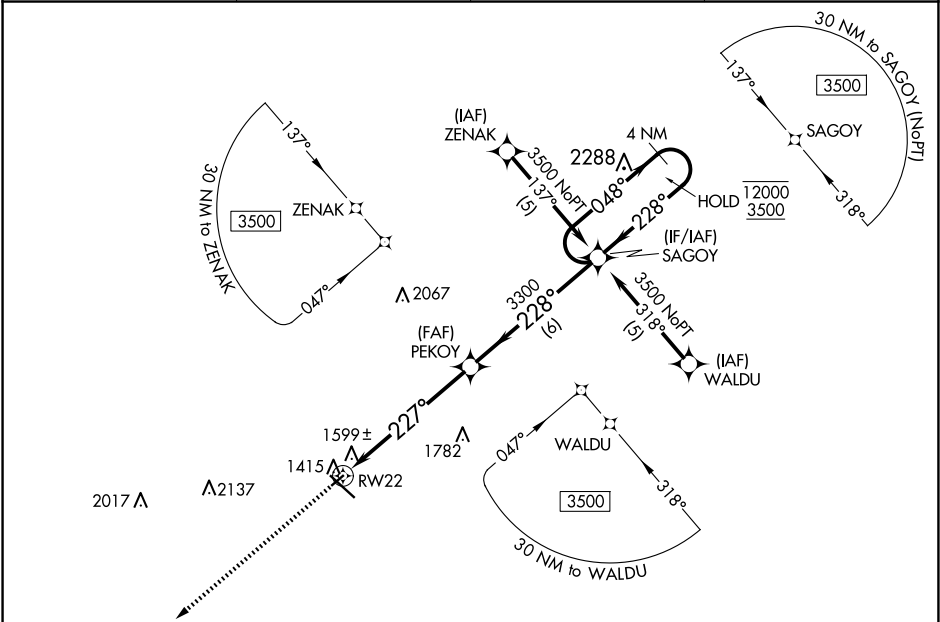 30 NM to SAGOY (NoPT)
137°
3500
SAGOY
318°
(IAF)
ZENAK
4 NM
2288
3500 NoPT
137°
(5)
048°
228°
HOLD
12000
3500
(IF/IAF)
SAGOY
137°
30 NM to ZENAK
3500
ZENAK
047°
2067
3300
228°
(6)
3500 NoPT
318°
(5)
(FAF)
PEKOY
(IAF)
WALDU
227°
1599 ±
1415
RW22
1782
2017
2137
047°
WALDU
3500
318°
30 NM to WALDU